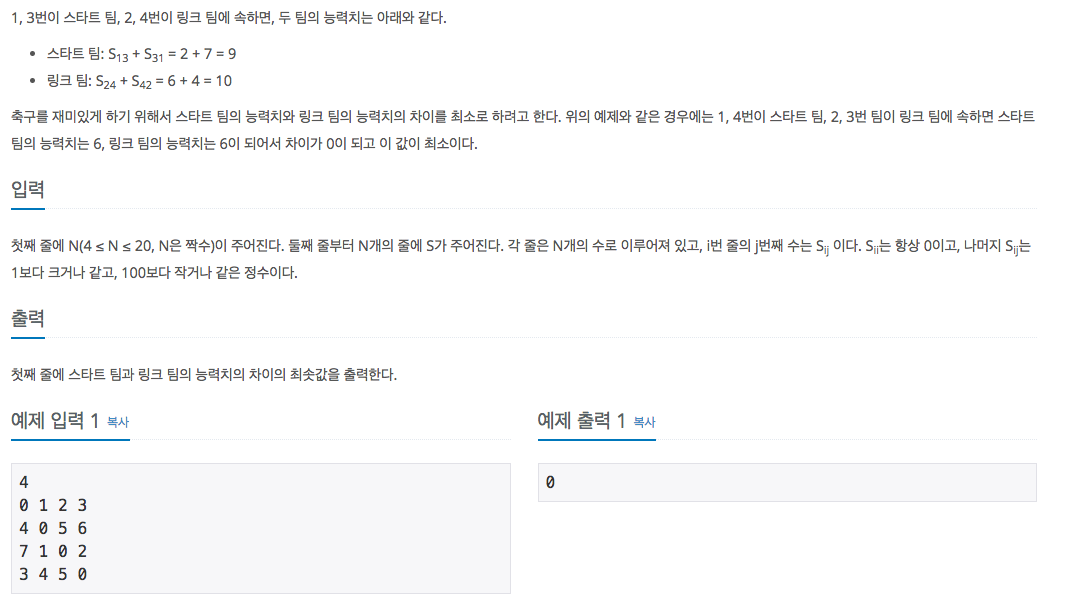 1, 3번이 스타트 팀, 2, 4번이 링크 팀에 속하면, 두 팀의 능력치는 아래와 같다.
• 스타트 팀: S13 + S31 = 2 + 7 = 9
• 링크 팀: S24 + S42 = 6 + 4 = 10
축구를 재미있게 하기 위해서 스타트 팀의 능력치와 링크 팀의 능력치의 차이를 최소로 하려고 한다. 위의 예제와 같은 경우에는 1, 4번이 스타트 팀, 2, 3번 팀이 링크 팀에 속하면 스타트
팀의 능력치는 6, 링크 팀의 능력치는 6이 되어서 차이가 0이 되고 이 값이 최소이다.
입력
첫째 줄에 N(4 ≤ N ≤ 20, N은 짝수)이 주어진다. 둘째 줄부터 N개의 줄에 S가 주어진다. 각 줄은 N개의 수로 이루어져 있고, i번 줄의 j번째 수는 Sij 이다. Sii는 항상 0이고, 나머지 Sij는
1보다 크거나 같고, 100보다 작거나 같은 정수이다.
출력
첫째 줄에 스타트 팀과 링크 팀의 능력치의 차이의 최솟값을 출력한다.
예제 입력 1 복사
4
0 1 2 3
4 0 5 6
7 1 0 2
3 4 5 0
예제 출력 1 복사
0